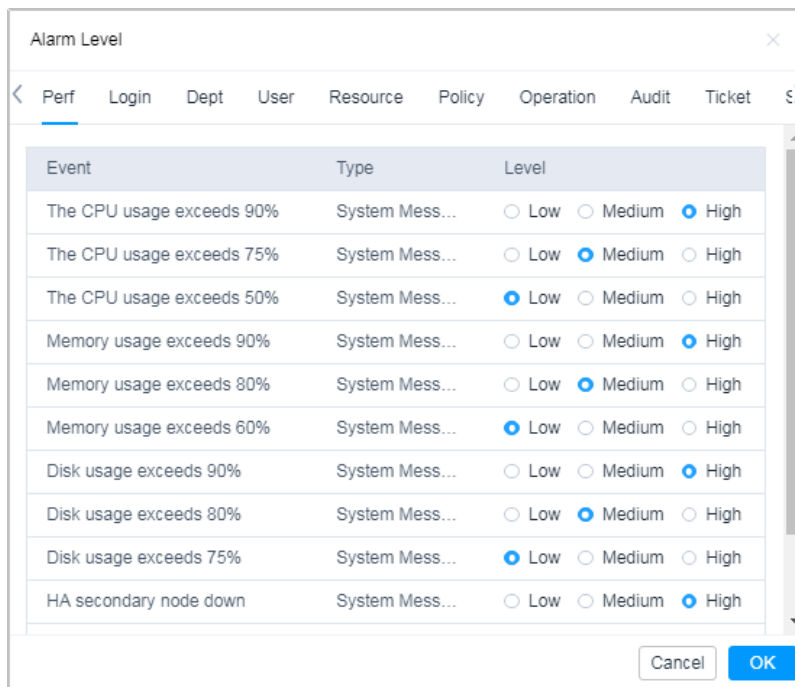 Alarm Level
Perf Login Dept User Resource Policy Operation Audit Ticket
Event Type Level
The CPU usage exceeds 90% System Mess... Low Medium High
The CPU usage exceeds 75% System Mess... Low Medium High
The CPU usage exceeds 50% System Mess... Low Medium High
Memory usage exceeds 90% System Mess... Low Medium High
Memory usage exceeds 80% System Mess... Low Medium High
Memory usage exceeds 60% System Mess... Low Medium High
Disk usage exceeds 90% System Mess... Low Medium High
Disk usage exceeds 80% System Mess... Low Medium High
Disk usage exceeds 75% System Mess... Low Medium High
HA secondary node down System Mess... Low Medium High
Cancel OK